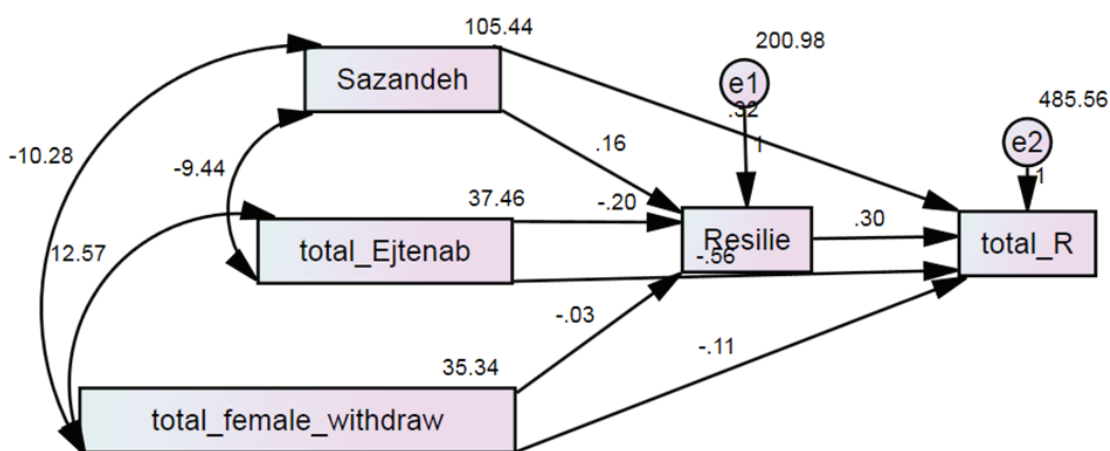 105.44
200.98
Sazandeh
e1
485.56
.32
e2
-10.28
1
.16
-9.44
1
37.46
-.20
12.57
total_Ejtenab
Resilie
.30
total_R
-.56
-.03
35.34
-.11
total_female_withdraw